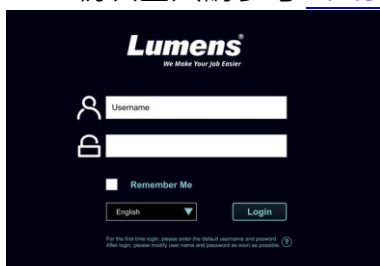 Lumens®
We Make Your Job Easier
Username
Remember Me
English
Login
For the first time login, please enter the default username and pssword.
After login, please modify user name and password as soon as possible.
?